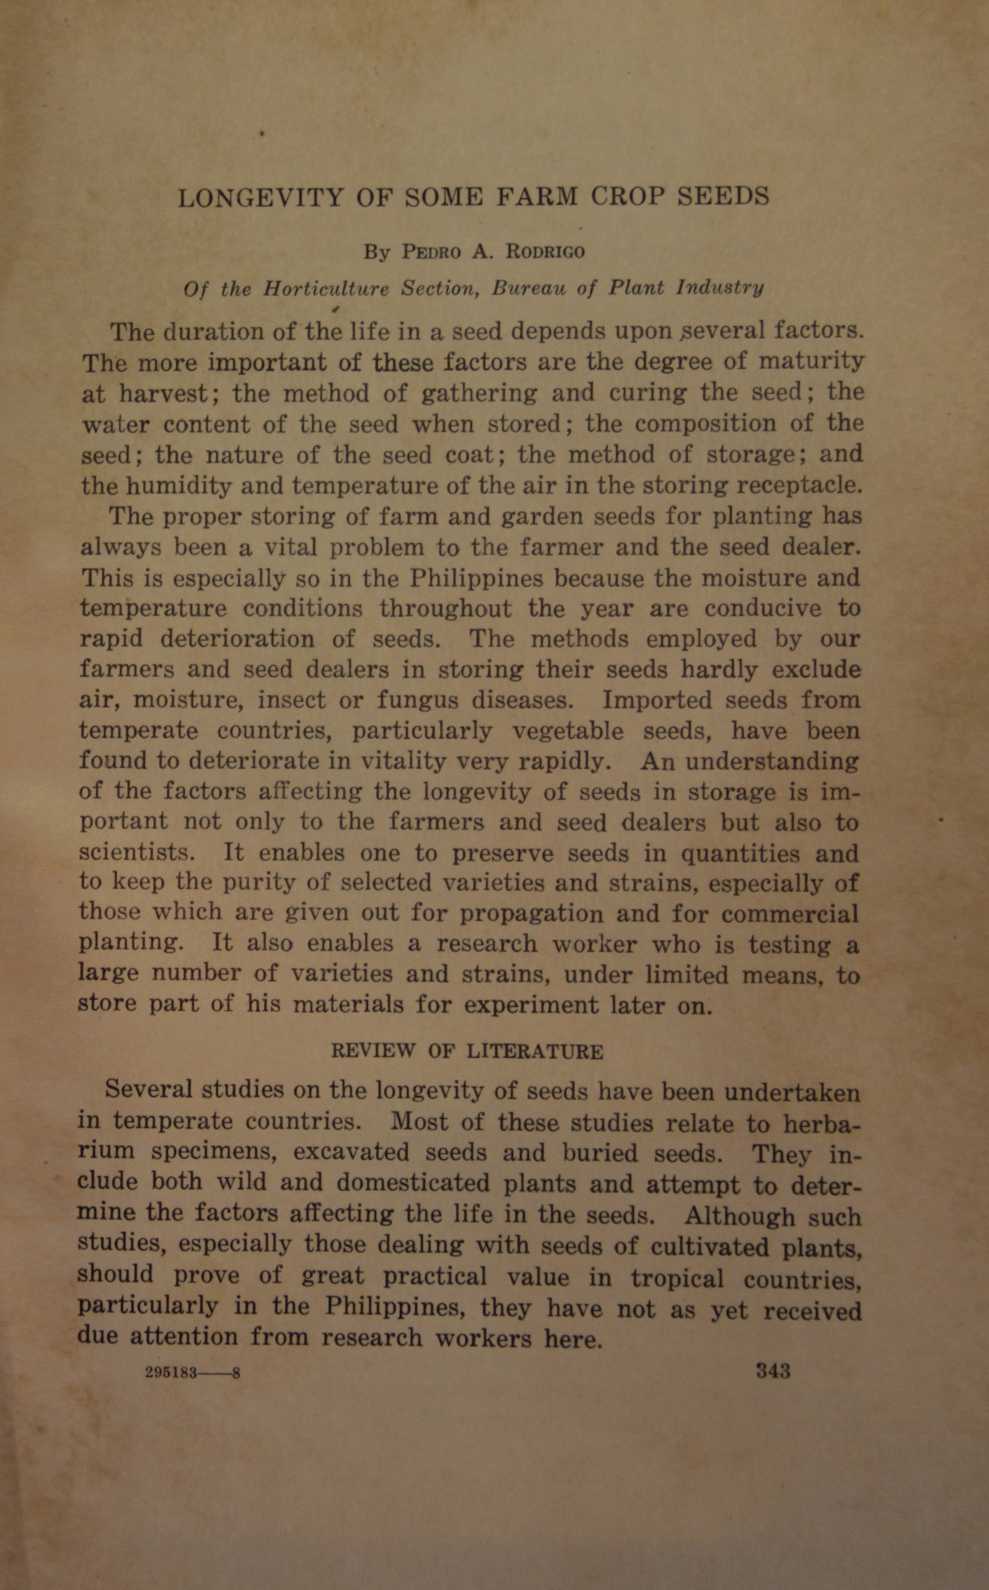 LONGEVITY OF SOME FARM CROP SEEDS
By PEDRO A. RODRIGO
Of the Horticulture Section, Bureau of Plant Industry
The duration of the life in a seed depends upon several factors.
The more important of these factors are the degree of maturity
at harvest; the method of gathering and curing the seed; the
water content of the seed when stored; the composition of the
seed; the nature of the seed coat; the method of storage; and
the humidity and temperature of the air in the storing receptacle.
The proper storing of farm and garden seeds for planting has
always been a vital problem to the farmer and the seed dealer.
This is especially so in the Philippines because the moisture and
temperature conditions throughout the year are conducive to
rapid deterioration of seeds. The methods employed by our
farmers and seed dealers in storing their seeds hardly exclude
air, moisture, insect or fungus diseases. Imported seeds from
temperate countries, particularly vegetable seeds, have been
found to deteriorate in vitality very rapidly. An understanding
of the factors affecting the longevity of seeds in storage is im-
portant not only to the farmers and seed dealers but also to
scientists. It enables one to preserve seeds in quantities and
to keep the purity of selected varieties and strains, especially of
those which are given out for propagation and for commercial
planting. It also enables a research worker who is testing a
large number of varieties and strains, under limited means, to
store part of his materials for experiment later on.
REVIEW OF LITERATURE
Several studies on the longevity of seeds have been undertaken
in temperate countries. Most of these studies relate to herba-
rium specimens, excavated seeds and buried seeds. They in-
clude both wild and domesticated plants and attempt to deter-
mine the factors affecting the life in the seeds. Although such
studies, especially those dealing with seeds of cultivated plants,
should prove of great practical value in tropical countries,
particularly in the Philippines, they have not as yet received
due attention from research workers here.
295183——8 343